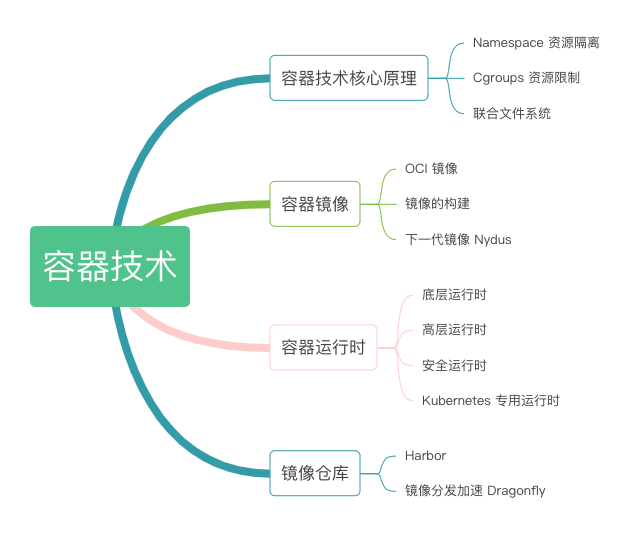 容器技术
容器技术核心原理
Namespace 资源隔离
Cgroups 资源限制
联合文件系统
容器镜像
OCI 镜像
镜像的构建
下一代镜像 Nydus
容器运行时
底层运行时
高层运行时
安全运行时
Kubernetes 专用运行时
镜像仓库
Harbor
镜像分发加速 Dragonfly